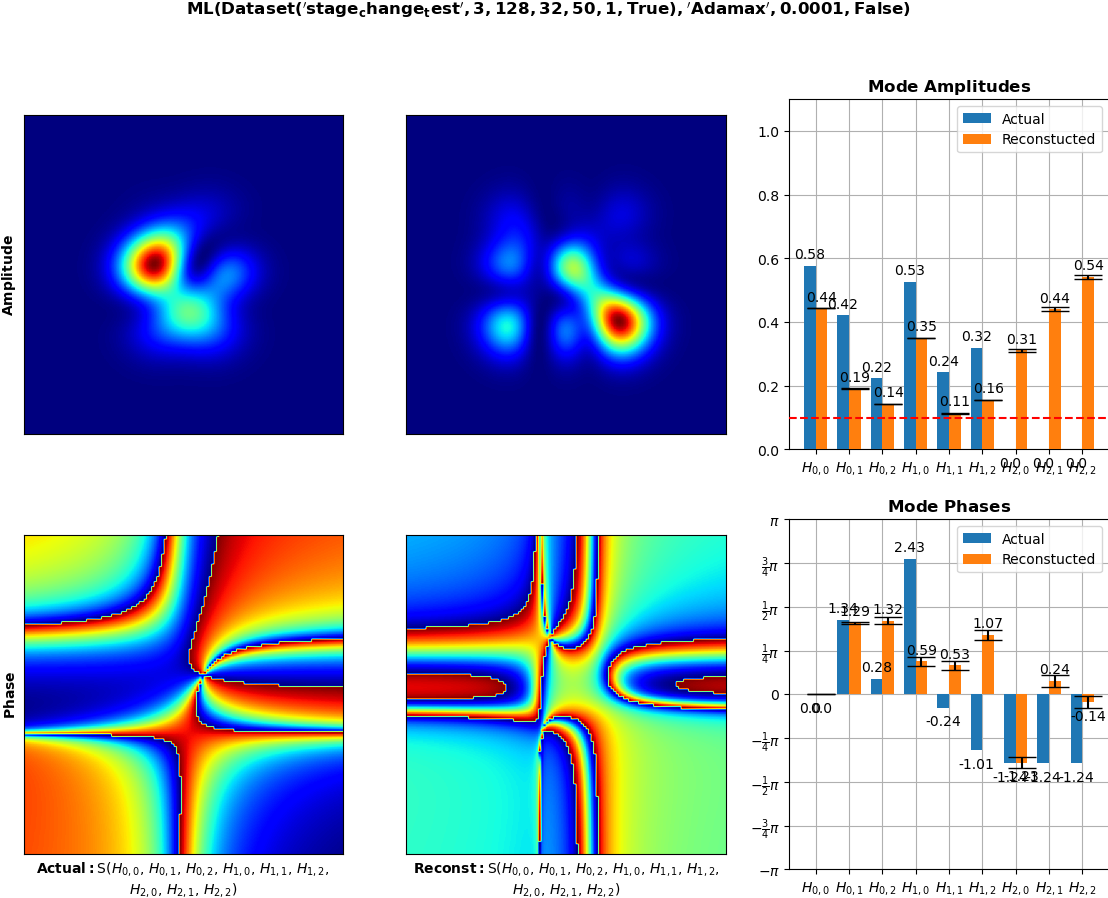 ML(Dataset('stage_change_test', 3, 128, 32, 50, 1, True), 'Adamax', 0.0001, False)
Amplitude
Mode Amplitudes
Actual
Reconstucted
1.0
0.8
0.6
0.4
0.2
0.0
0.58
0.44
0.42
0.19
0.22
0.14
0.53
0.35
0.24
0.11
0.32
0.16
0.31
0.44
0.54
0.0 0.0 0.0
H0,0 H0,1 H0,2 H1,0 H1,1 H1,2 H2,0 H2,1 H2,2
Phase
Mode Phases
Actual
Reconstucted
π
3/4π
1/2π
1/4π
0
−1/4π
−1/2π
−3/4π
−π
0.0
0.0
1.34
1.29
0.28
1.32
2.43
0.59
-0.24
0.53
-1.01
1.07
-1.24
-1.23
-1.24
0.24
-1.24
-0.14
H0,0 H0,1 H0,2 H1,0 H1,1 H1,2 H2,0 H2,1 H2,2
Actual: S(H0,0, H0,1, H0,2, H1,0, H1,1, H1,2,
H2,0, H2,1, H2,2)
Reconst: S(H0,0, H0,1, H0,2, H1,0, H1,1, H1,2,
H2,0, H2,1, H2,2)